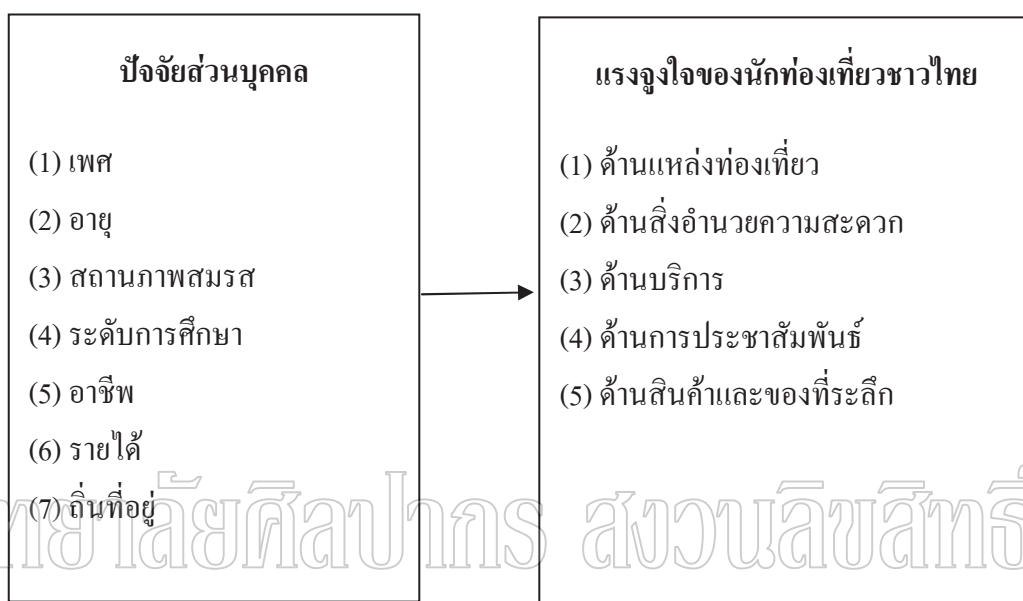 ปัจจัยส่วนบุคคล
(1) เพศ
(2) อายุ
(3) สถานภาพสมรส
(4) ระดับการศึกษา
(5) อาชีพ
(6) รายได้
(7) ถิ่นที่อยู่
แรงจูงใจของนักท่องเที่ยวชาวไทย
(1) ด้านแหล่งท่องเที่ยว
(2) ด้านสิ่งอำนวยความสะดวก
(3) ด้านบริการ
(4) ด้านการประชาสัมพันธ์
(5) ด้านสินค้าและของที่ระลึก
ทยาลัยศิลปากร สงวนลิขสิทธิ์